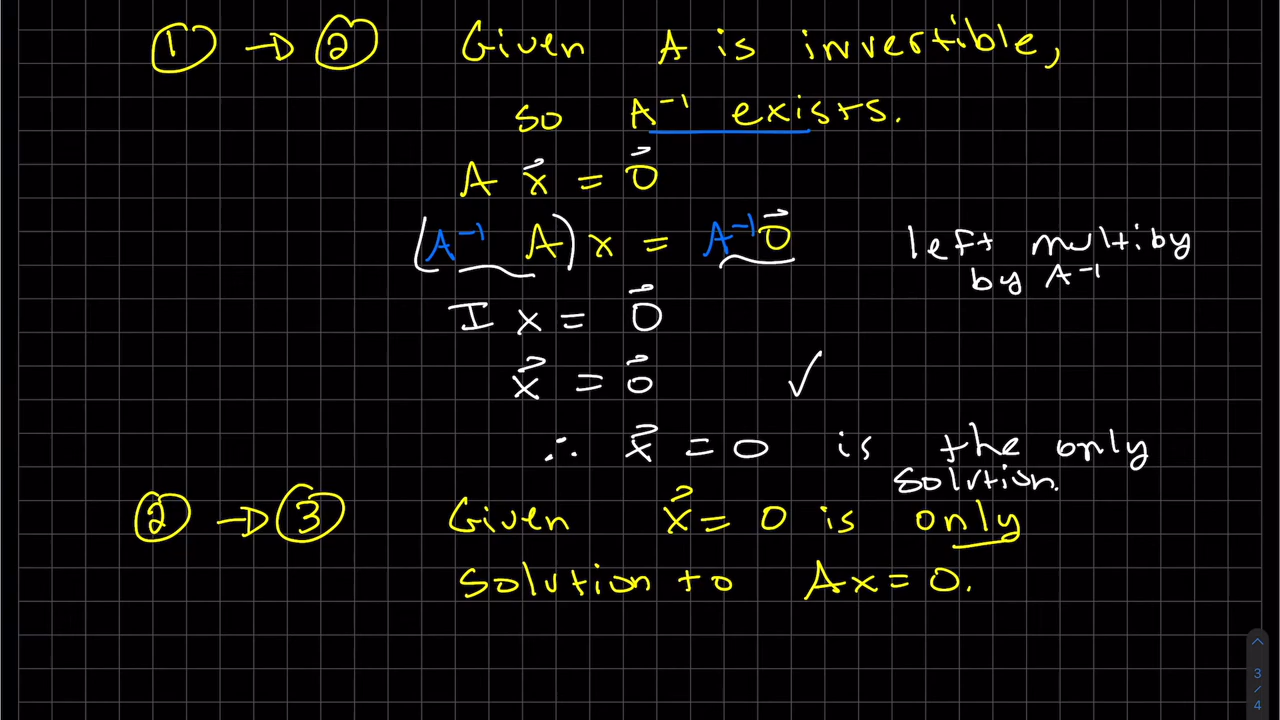 ① → ② Given A is invertible,
so A⁻¹ exists.
A x⃗ = 0⃗
(A⁻¹ A) x = A⁻¹ 0⃗ left multiby
by A⁻¹
I x = 0⃗
x⃗ = 0⃗ ✓
∴ x⃗ = 0 is the only
solution.
② → ③ Given x⃗ = 0 is only
solution to Ax = 0.
3
/
4